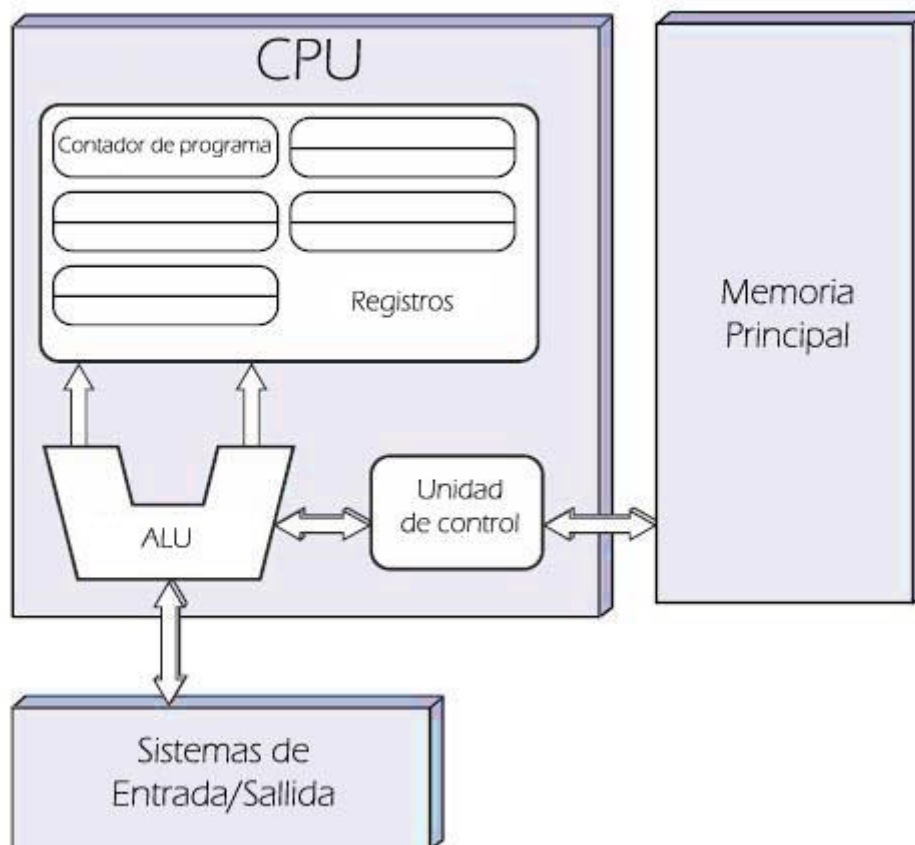 CPU
Contador de programa
Registros
Memoria
Principal
Unidad
de control
ALU
Sistemas de
Entrada/Sallida